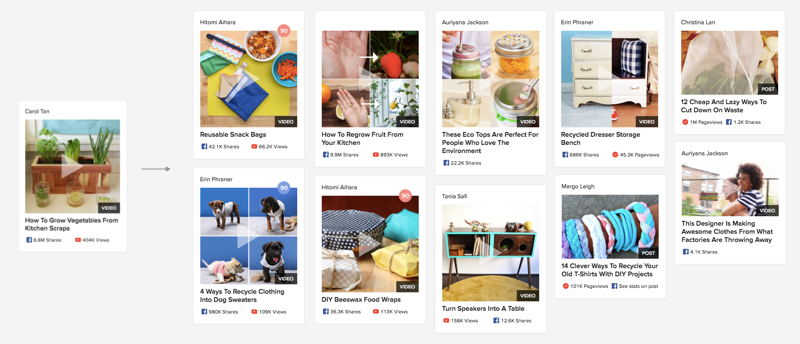 Carol Tan
VIDEO
How To Grow Vegetables From
Kitchen Scraps
6.6M Shares 404K Views
Hitomi Aihara
SG
VIDEO
Reusable Snack Bags
42.1K Shares 66.2K Views
Erin Phraner
SG
VIDEO
4 Ways To Recycle Clothing
Into Dog Sweaters
980K Shares 109K Views
VIDEO
How To Regrow Fruit From
Your Kitchen
9.9M Shares 893K Views
Hitomi Aihara
SG
VIDEO
DIY Beeswax Food Wraps
36.3K Shares 113K Views
Auriyana Jackson
VIDEO
These Eco Tops Are Perfect For
People Who Love The
Environment
22.2K Shares
Tania Safi
VIDEO
Turn Speakers Into A Table
158K Views 12.6K Shares
Erin Phraner
VIDEO
Recycled Dresser Storage
Bench
686K Shares 45.3K Pageviews
Margo Leigh
POST
14 Clever Ways To Recycle Your
Old T-Shirts With DIY Projects
101K Pageviews See stats on post
Christina Lan
POST
12 Cheap And Lazy Ways To
Cut Down On Waste
1M Pageviews 1.2K Shares
Auriyana Jackson
VIDEO
This Designer Is Making
Awesome Clothes From What
Factories Are Throwing Away
4.1K Shares